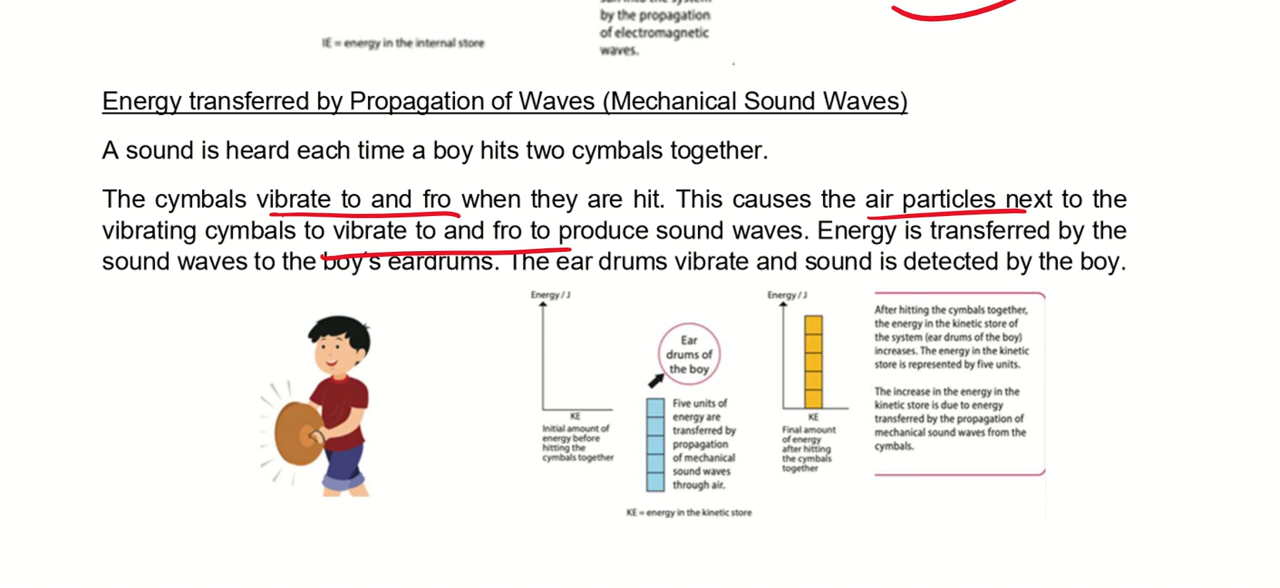 by the propagation
of electromagnetic
waves.
IE = energy in the internal store
Energy transferred by Propagation of Waves (Mechanical Sound Waves)
A sound is heard each time a boy hits two cymbals together.
The cymbals vibrate to and fro when they are hit. This causes the air particles next to the
vibrating cymbals to vibrate to and fro to produce sound waves. Energy is transferred by the
sound waves to the boy's eardrums. The ear drums vibrate and sound is detected by the boy.
Energy / J
KE
Initial amount of
energy before
hitting the
cymbals together
Ear
drums of
the boy
Five units of
energy are
transferred by
propagation
of mechanical
sound waves
through air.
Energy / J
KE
Final amount
of energy
after hitting
the cymbals
together
After hitting the cymbals together,
the energy in the kinetic store of
the system (ear drums of the boy)
increases. The energy in the kinetic
store is represented by five units.
The increase in the energy in the
kinetic store is due to energy
transferred by the propagation of
mechanical sound waves from the
cymbals.
KE = energy in the kinetic store